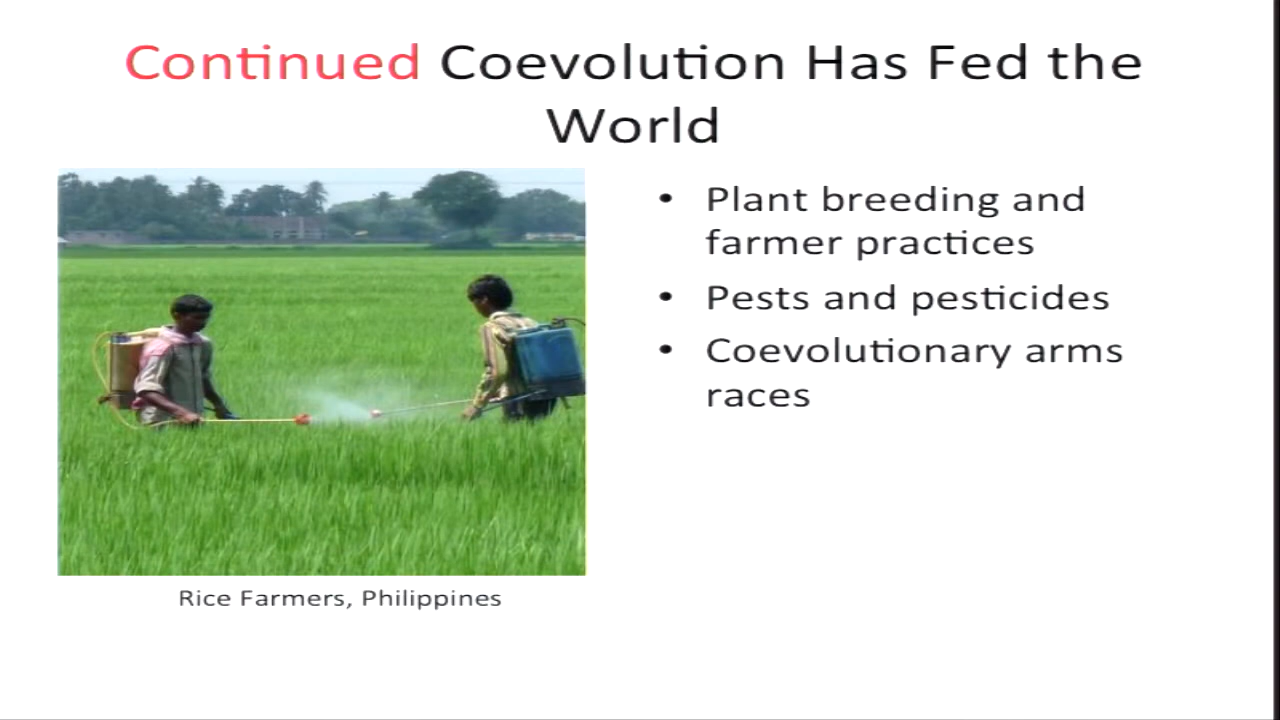 Continued Coevolution Has Fed the
World
• Plant breeding and
farmer practices
• Pests and pesticides
• Coevolutionary arms
races
Rice Farmers, Philippines